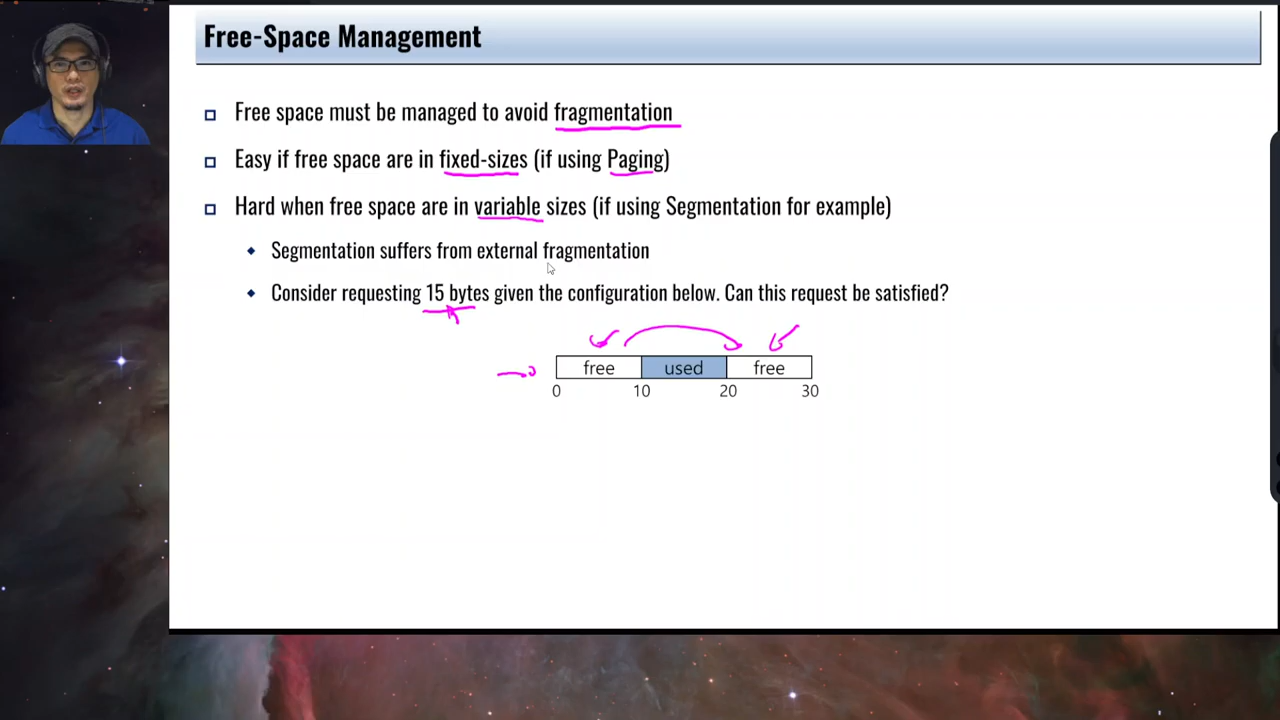 Free-Space Management
Free space must be managed to avoid fragmentation
Easy if free space are in fixed-sizes (if using Paging)
Hard when free space are in variable sizes (if using Segmentation for example)
Segmentation suffers from external fragmentation
Consider requesting 15 bytes given the configuration below. Can this request be satisfied?
free used free
0 10 20 30